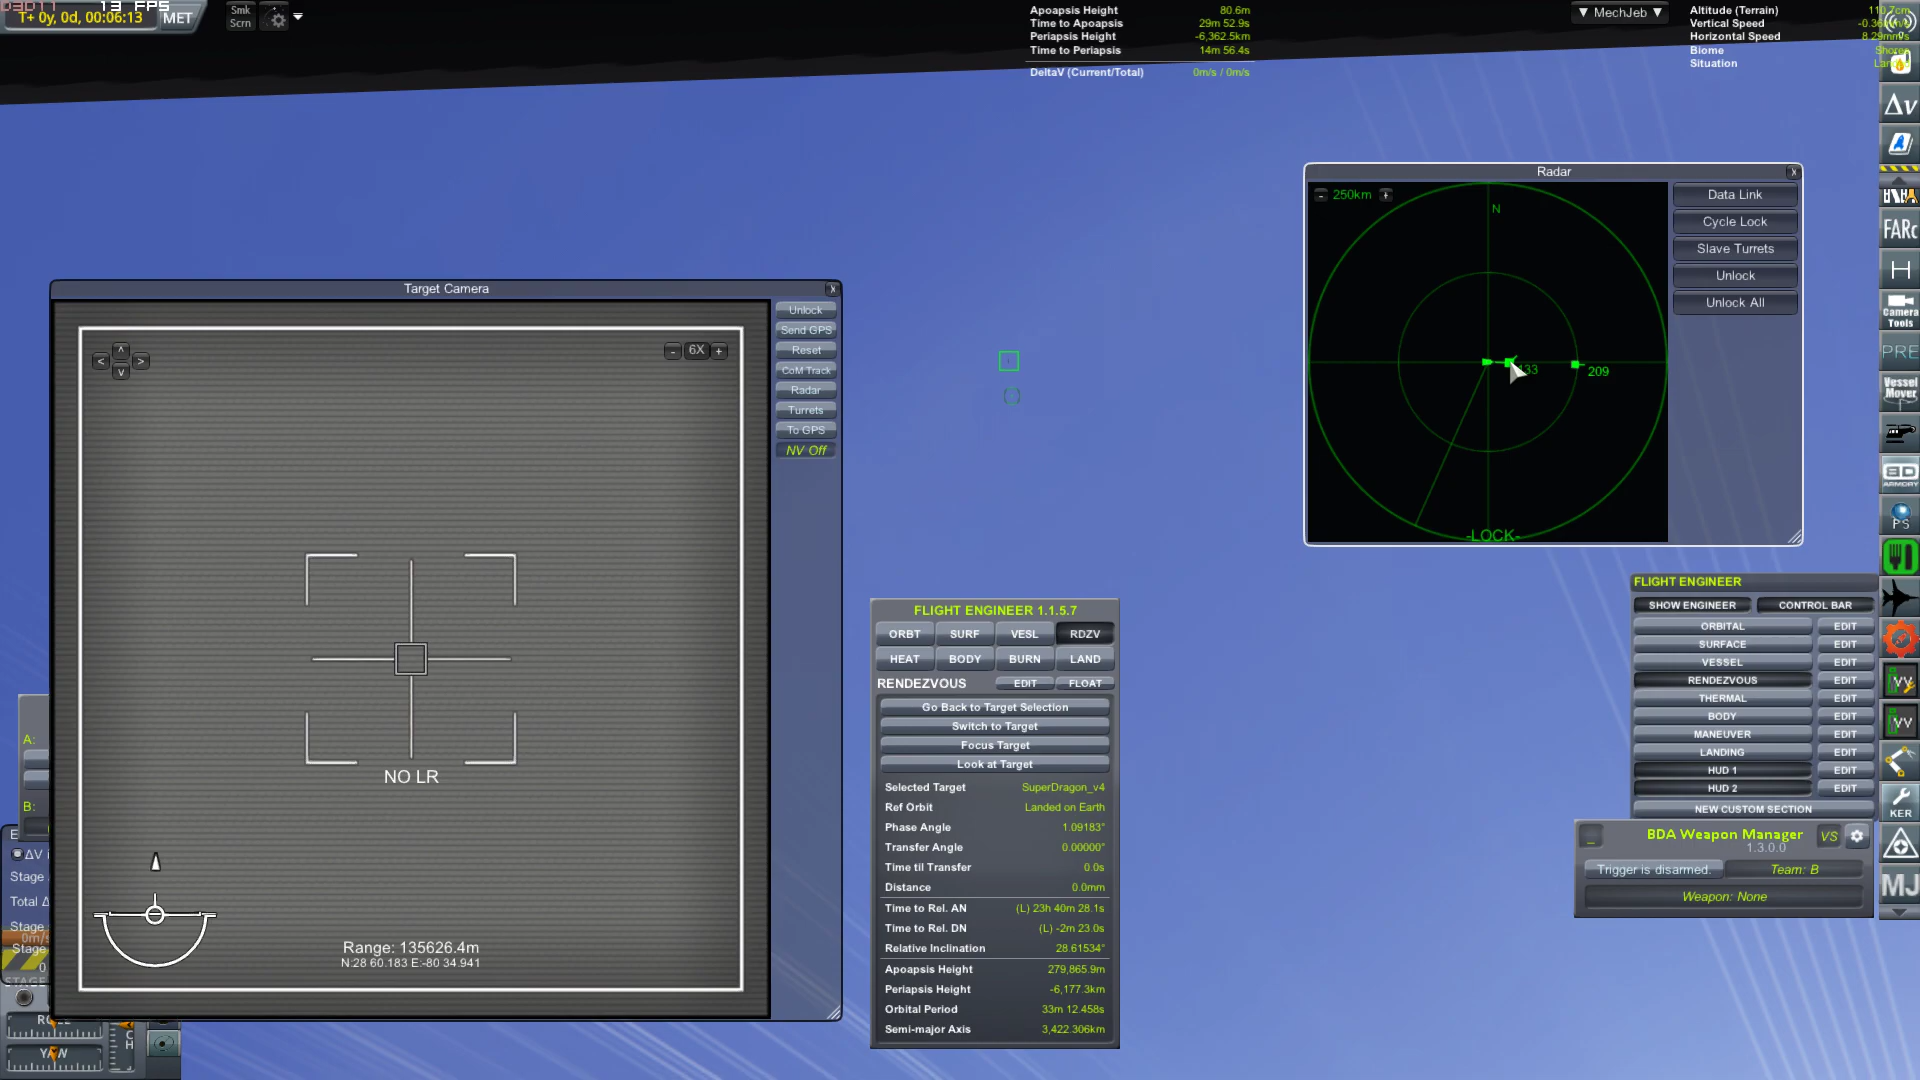 13 FPS
T+ 0y, 0d, 00:06:13
MET
Smk
Scrn
Apoapsis Height 80.6m
Time to Apoapsis 29m 52.9s
Periapsis Height -6,362.5km
Time to Periapsis 14m 56.4s
DeltaV (Current/Total) 0m/s / 0m/s
▼ MechJeb ▼
Altitude (Terrain)
Vertical Speed
Horizontal Speed
Biome
Situation
Radar
X
- 250km +
N
209
-LOCK-
Data Link
Cycle Lock
Slave Turrets
Unlock
Unlock All
Target Camera
X
< ^ v >
- 6X +
Unlock
Send GPS
Reset
CoM Track
Radar
Turrets
To GPS
NV Off
NO LR
Range: 135626.4m
N:28 60.183 E:-80 34.941
A:
B:
ΔV
Stage
Total
Stage
Stage
YAW
FLIGHT ENGINEER 1.1.5.7
ORBT SURF VESL RDZV
HEAT BODY BURN LAND
RENDEZVOUS EDIT FLOAT
Go Back to Target Selection
Switch to Target
Focus Target
Look at Target
Selected Target SuperDragon_v4
Ref Orbit Landed on Earth
Phase Angle 1.09183°
Transfer Angle 0.00000°
Time til Transfer 0.0s
Distance 0.0mm
Time to Rel. AN (L) 23h 40m 28.1s
Time to Rel. DN (L) -2m 23.0s
Relative Inclination 28.61534°
Apoapsis Height 279,865.9m
Periapsis Height -6,177.3km
Orbital Period 33m 12.458s
Semi-major Axis 3,422.306km
FLIGHT ENGINEER
SHOW ENGINEER CONTROL BAR
ORBITAL EDIT
SURFACE EDIT
VESSEL EDIT
RENDEZVOUS EDIT
THERMAL EDIT
BODY EDIT
MANEUVER EDIT
LANDING EDIT
HUD 1 EDIT
HUD 2 EDIT
NEW CUSTOM SECTION
_ BDA Weapon Manager VS
1.3.0.0
Trigger is disarmed. Team: B
Weapon: None
Δv
FARc
H
Camera
Tools
PRE
Vessel
Mover
BD
ARMORY
PS
KER
MJ